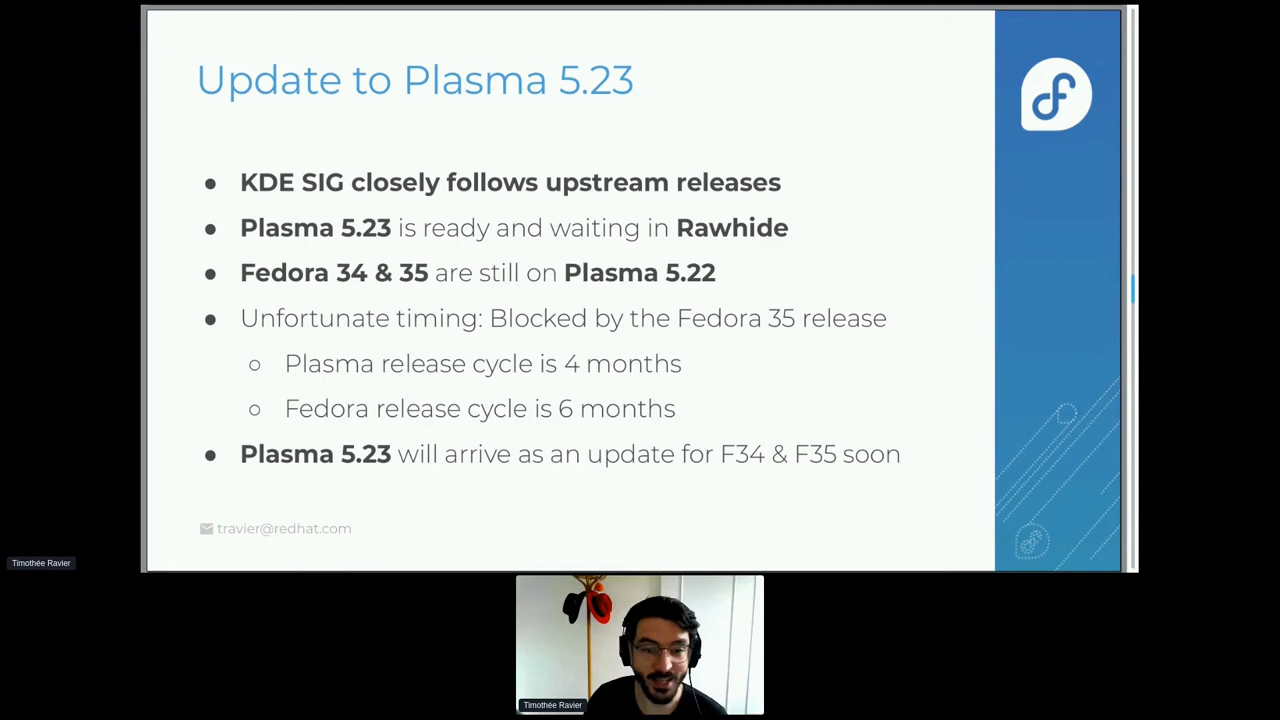 Update to Plasma 5.23
● KDE SIG closely follows upstream releases
● Plasma 5.23 is ready and waiting in Rawhide
● Fedora 34 & 35 are still on Plasma 5.22
● Unfortunate timing: Blocked by the Fedora 35 release
○ Plasma release cycle is 4 months
○ Fedora release cycle is 6 months
● Plasma 5.23 will arrive as an update for F34 & F35 soon
travier@redhat.com
Timothée Ravier
Timothée Ravier